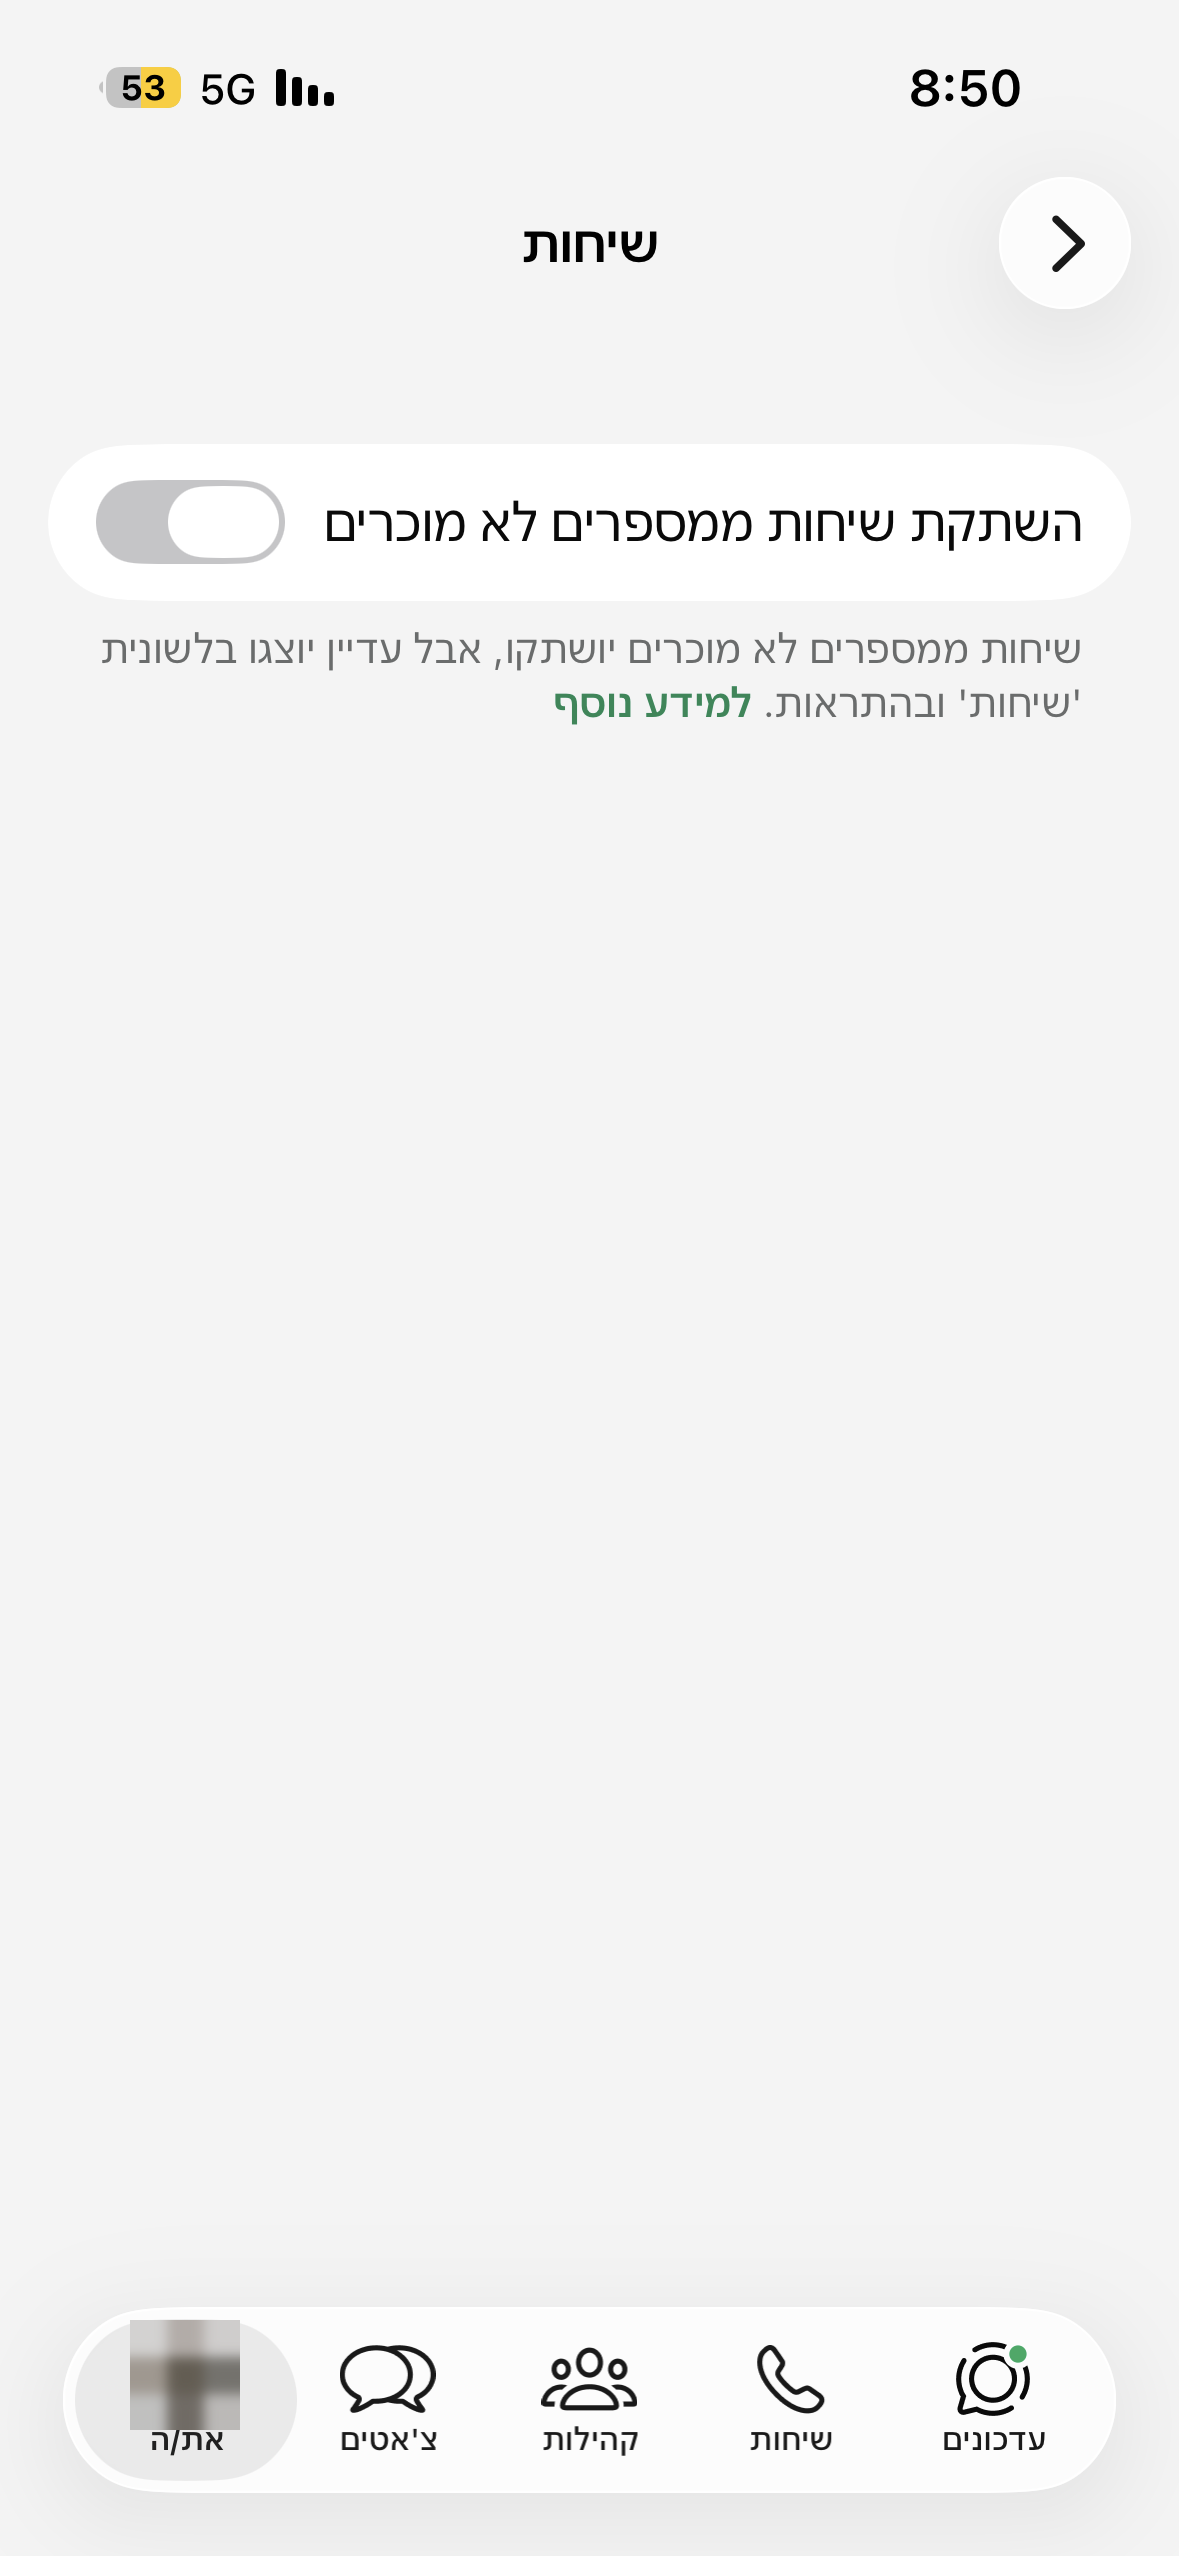 8:50
5G
53
שיחות
השתקת שיחות ממספרים לא מוכרים
שיחות ממספרים לא מוכרים יושתקו, אבל עדיין יוצגו בלשונית
'שיחות' ובהתראות. למידע נוסף
עדכונים
שיחות
קהילות
צ'אטים
את/ה